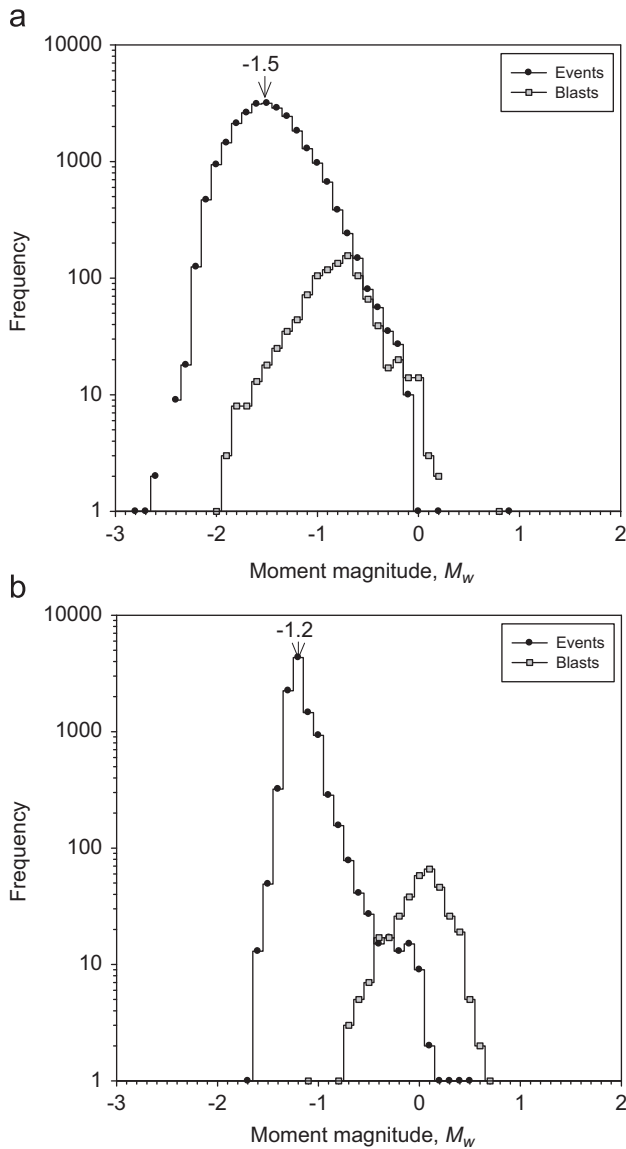 a
10000
-1.5
Events
Blasts
1000
Frequency
100
10
1
-3 -2 -1 0 1 2
Moment magnitude, Mw
b
10000
-1.2
Events
Blasts
1000
Frequency
100
10
1
-3 -2 -1 0 1 2
Moment magnitude, Mw